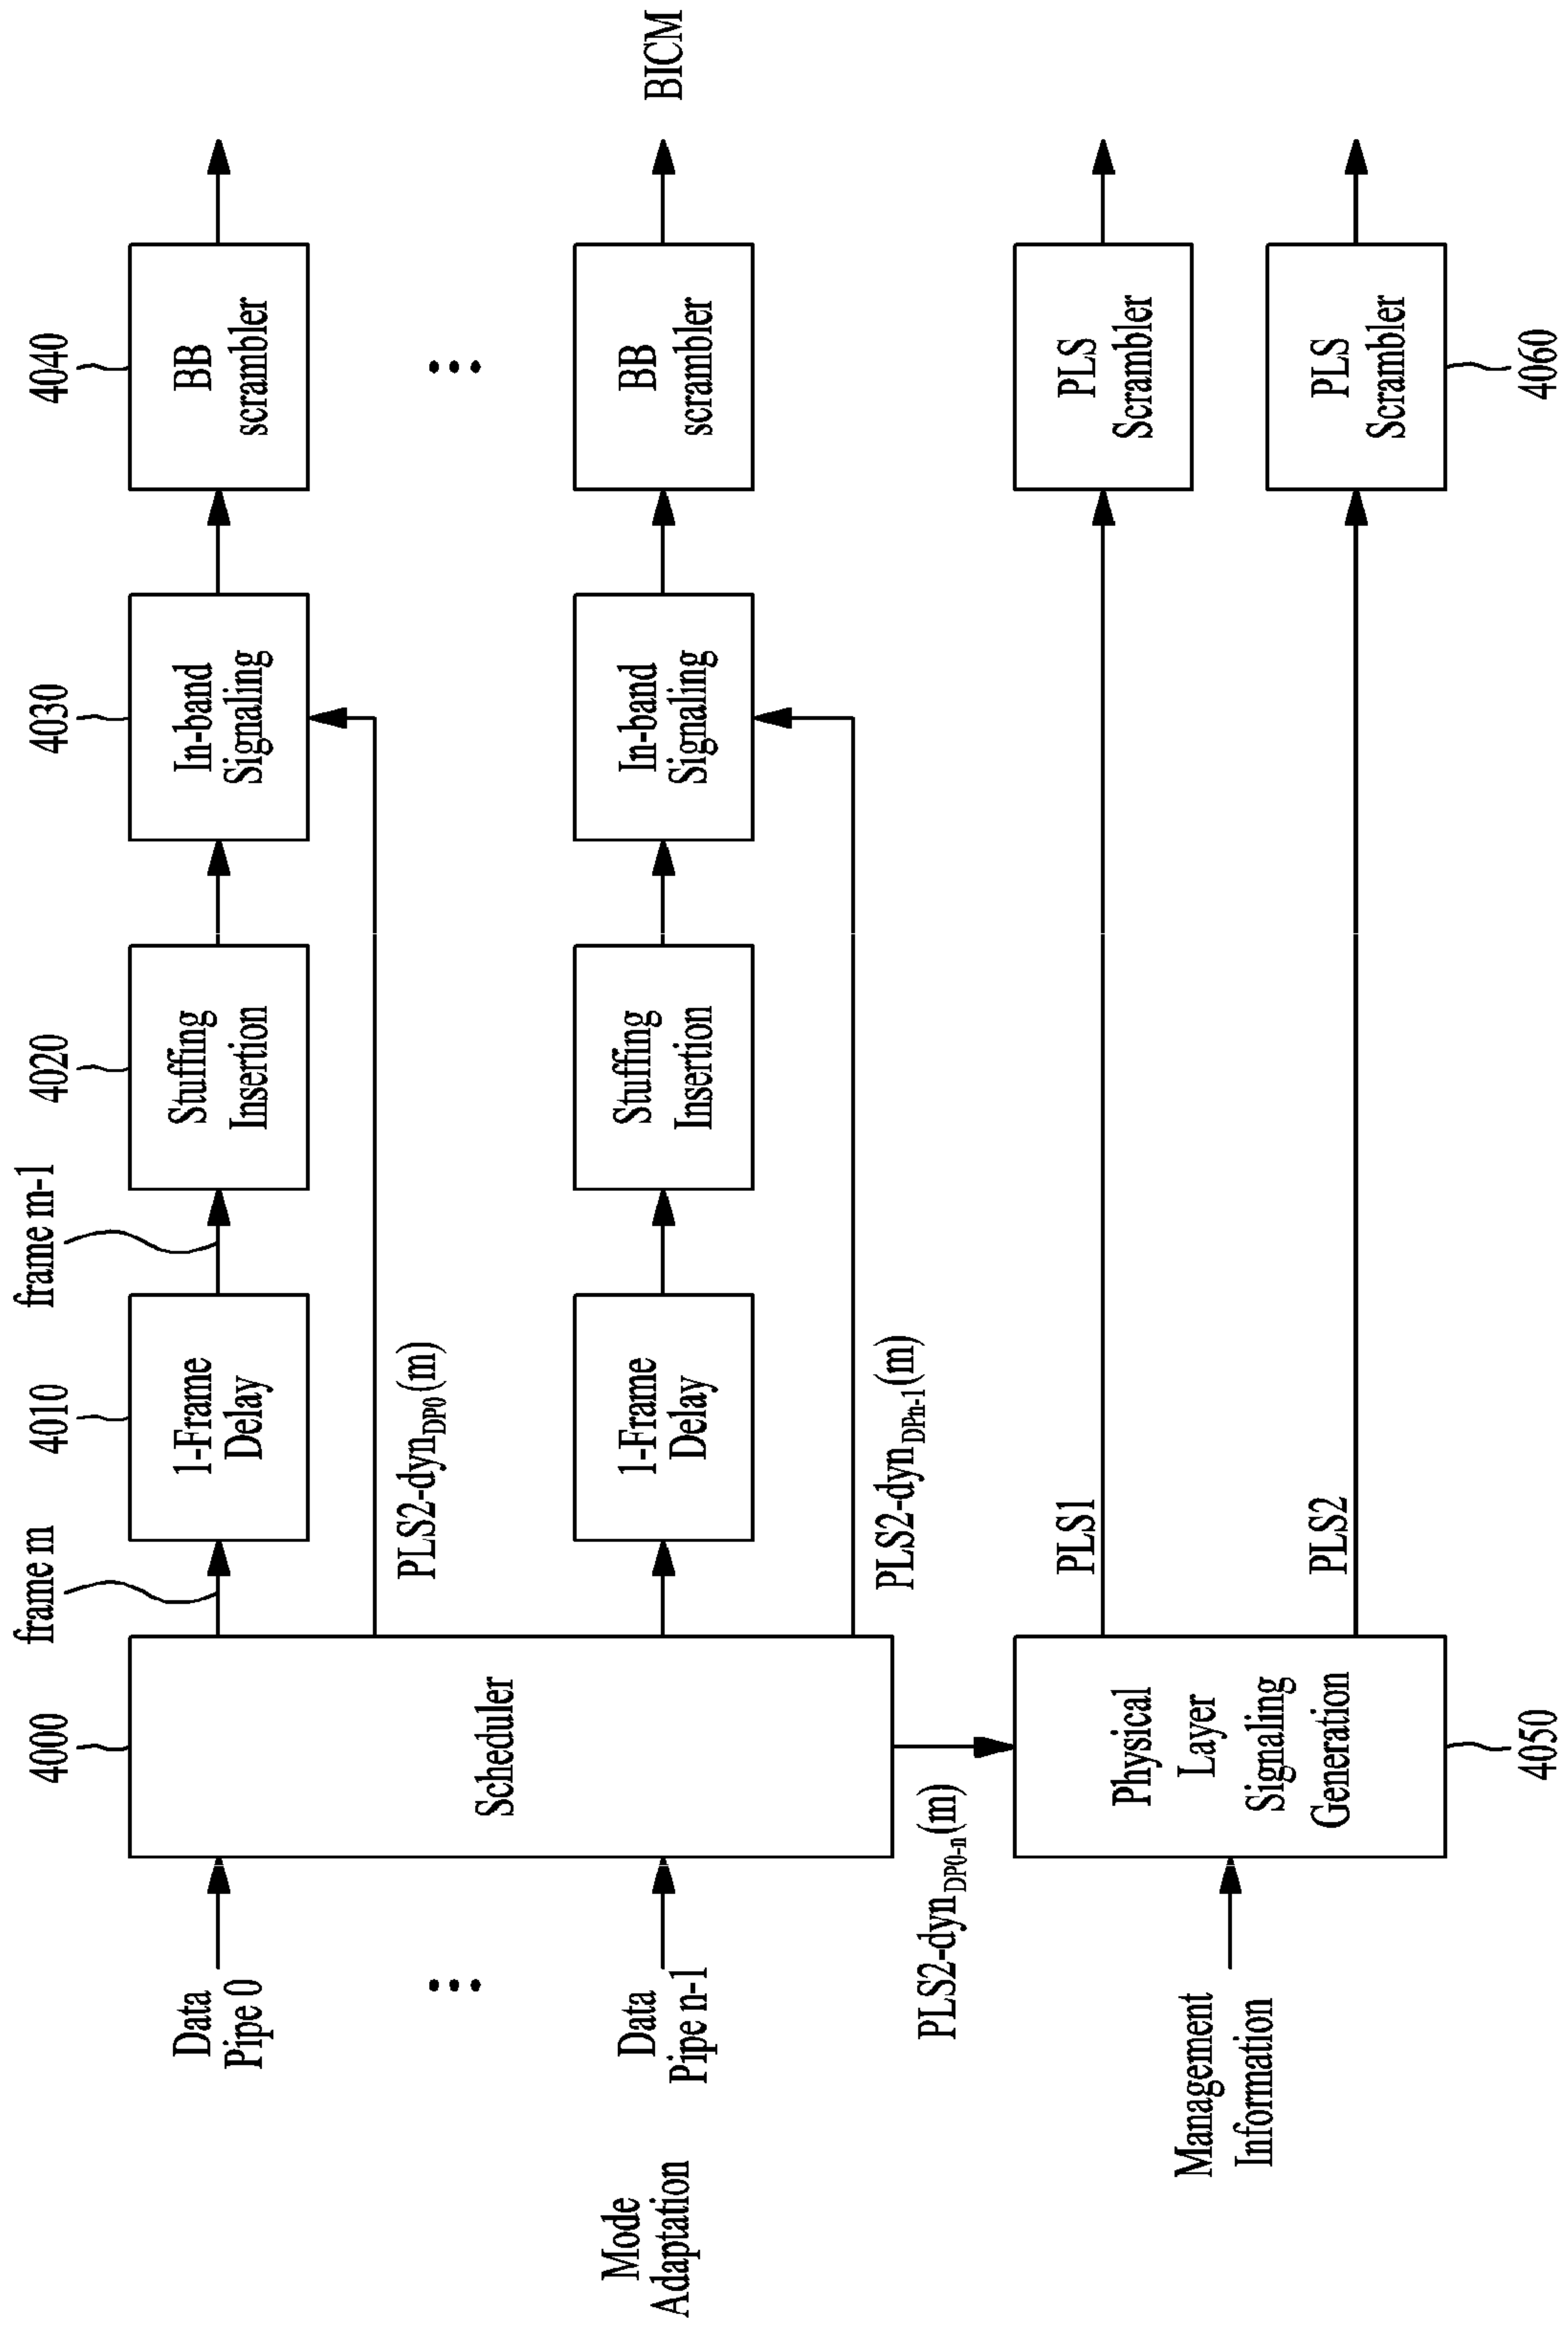 4000
4010
4020
4030
4040
frame m
frame m-1
Data
Pipe 0
Scheduler
1-Frame
Delay
Stuffing
Insertion
In-band
Signaling
BB
scrambler
PLS2-dynDP0(m)
Mode
Adaptation
Data
Pipe n-1
1-Frame
Delay
Stuffing
Insertion
In-band
Signaling
BB
scrambler
BICM
PLS2-dynDPn-1(m)
PLS2-dynDP0-n(m)
Management
Information
Physical
Layer
Signaling
Generation
PLS1
PLS
Scrambler
PLS2
PLS
Scrambler
4050
4060